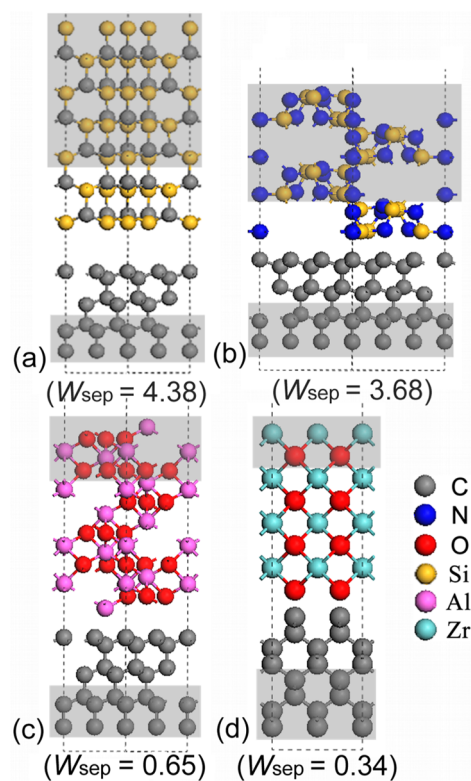 (a)
(b)
(Wsep = 4.38)
(Wsep = 3.68)
C
N
O
Si
Al
Zr
(c)
(d)
(Wsep = 0.65)
(Wsep = 0.34)